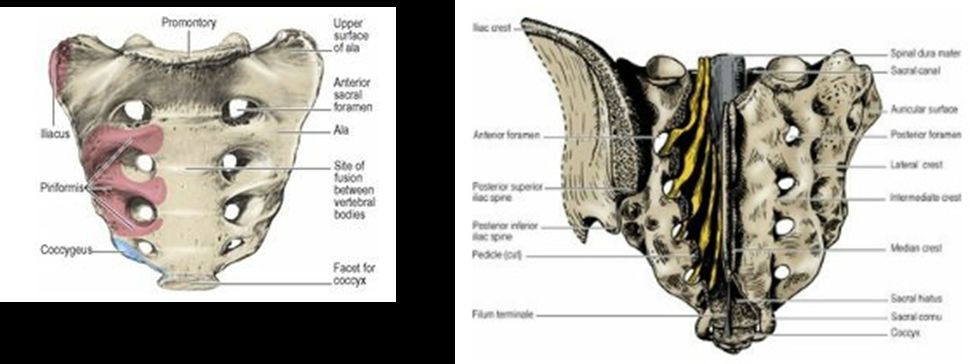 Promontory
Upper
surface
of ala
Anterior
sacral
foramen
Iliacus
Ala
Site of
fusion
between
vertebral
bodies
Piriformis
Coccygeus
Facet for
coccyx
Iliac crest
Spinal dura mater
Sacral canal
Auricular surface
Anterior foramen
Posterior foramen
Lateral crest
Posterior superior
iliac spine
Intermediate crest
Posterior inferior
iliac spine
Pedicle (cut)
Median crest
Sacral hiatus
Filum terminale
Sacral cornu
Coccyx